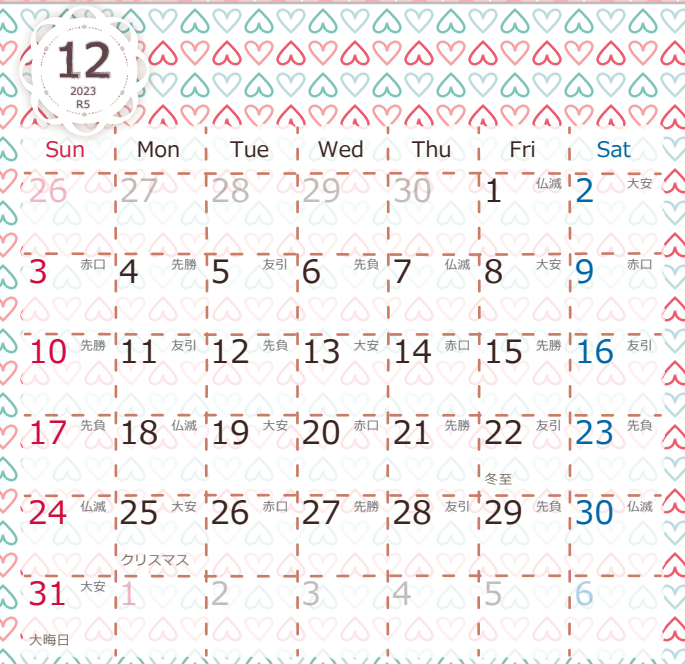 12
2023
R5
Sun Mon Tue Wed Thu Fri Sat
26 27 28 29 30 1 仏滅 2 大安
3 赤口 4 先勝 5 友引 6 先負 7 仏滅 8 大安 9 赤口
10 先勝 11 友引 12 先負 13 大安 14 赤口 15 先勝 16 友引
17 先負 18 仏滅 19 大安 20 赤口 21 先勝 22 友引 23 先負
冬至
24 仏滅 25 大安 26 赤口 27 先勝 28 友引 29 先負 30 仏滅
クリスマス
31 大安 1 2 3 4 5 6
大晦日